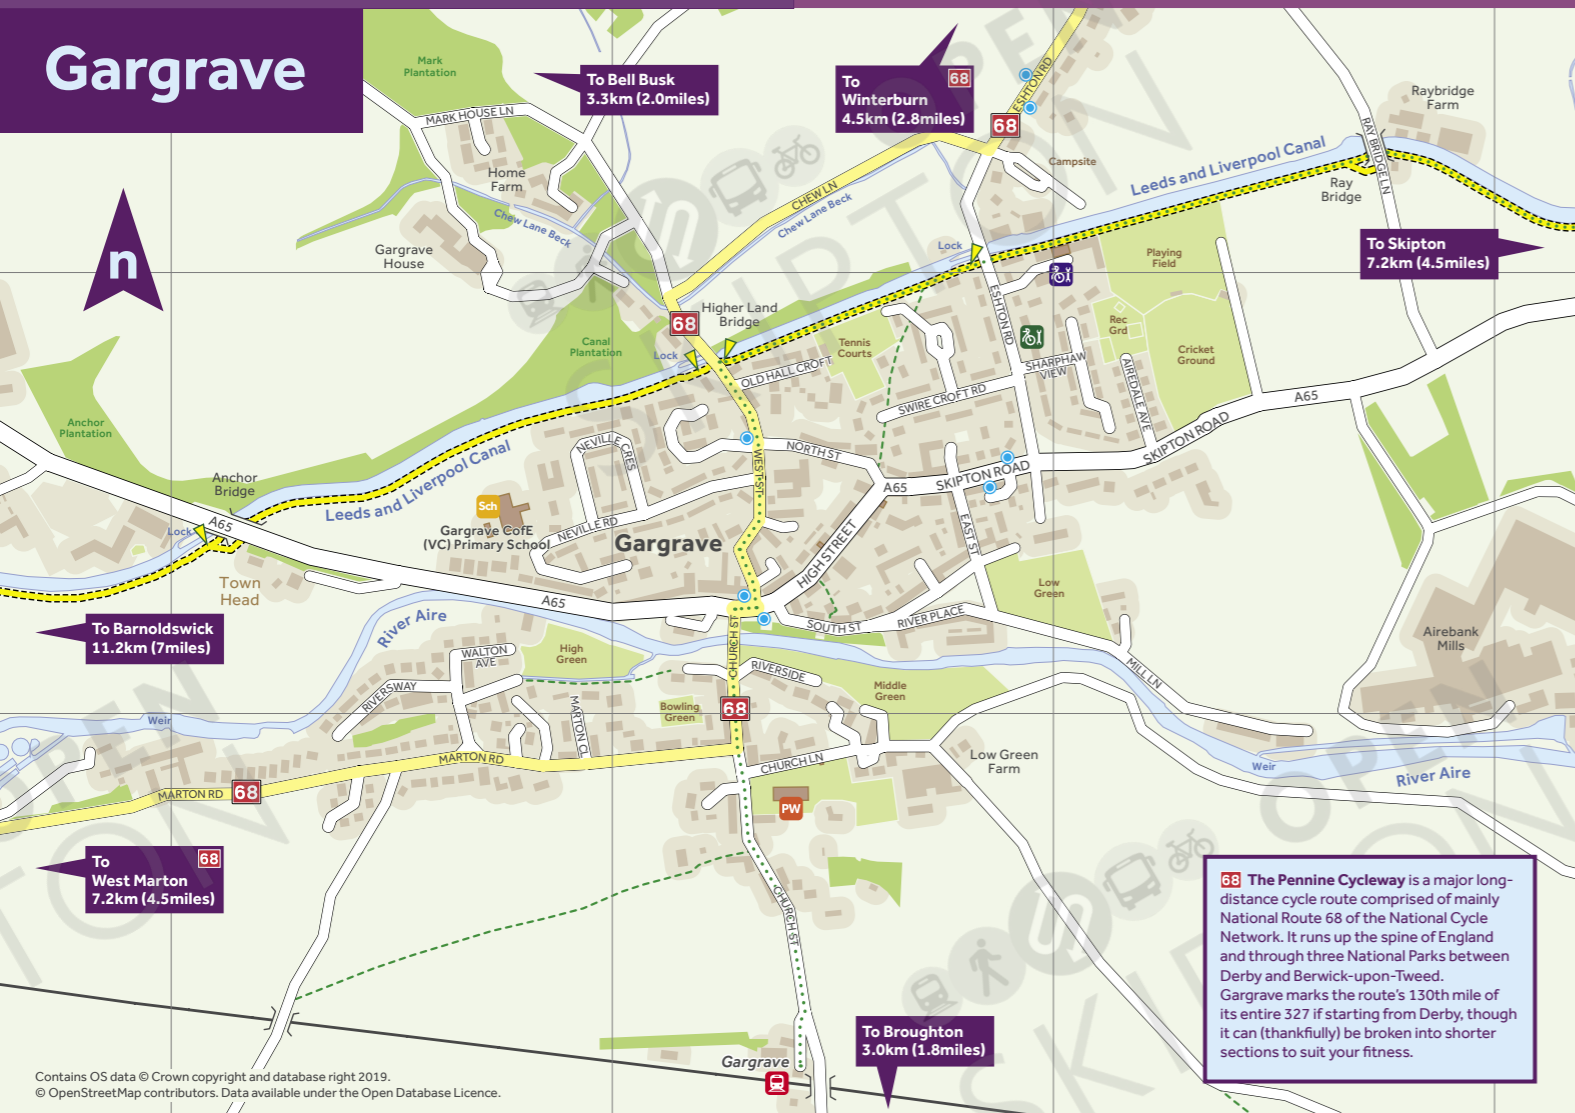 Gargrave
Mark
Plantation
To Bell Busk
3.3km (2.0miles)
To 68
Winterburn
4.5km (2.8miles)
ESHTON RD
68
MARK HOUSE LN
Home
Farm
Chew Lane Beck
Gargrave
House
CHEW LN
Chew Lane Beck
Campsite
Leeds and Liverpool Canal
RAY BRIDGE LN
Raybridge
Farm
Ray
Bridge
To Skipton
7.2km (4.5miles)
n
Lock
Playing
Field
ESHTON RD
Rec
Grd
Cricket
Ground
Higher Land
Bridge
68
Canal
Plantation
Lock
Tennis
Courts
OLD HALL CROFT
SWIRE CROFT RD
SHARPHAW
VIEW
AIREDALE AVE
SKIPTON ROAD
A65
Anchor
Plantation
Anchor
Bridge
Leeds and Liverpool Canal
Lock
A65
Town
Head
NEVILLE CRES
NORTH ST
WEST ST
A65
SKIPTON ROAD
Sch
Gargrave CofE
(VC) Primary School
NEVILLE RD
Gargrave
HIGH STREET
EAST ST
Low
Green
A65
River Aire
To Barnoldswick
11.2km (7miles)
SOUTH ST
RIVER PLACE
CHURCH ST
High
Green
WALTON
AVE
RIVERSWAY
RIVERSIDE
Middle
Green
MILL LN
Airebank
Mills
Weir
MARTON CL
Bowling
Green
68
MARTON RD
CHURCH LN
Low Green
Farm
Weir
River Aire
MARTON RD
68
PW
To 68
West Marton
7.2km (4.5miles)
CHURCH ST
68 The Pennine Cycleway is a major long-
distance cycle route comprised of mainly
National Route 68 of the National Cycle
Network. It runs up the spine of England
and through three National Parks between
Derby and Berwick-upon-Tweed.
Gargrave marks the route's 130th mile of
its entire 327 if starting from Derby, though
it can (thankfully) be broken into shorter
sections to suit your fitness.
To Broughton
3.0km (1.8miles)
Gargrave
Contains OS data © Crown copyright and database right 2019.
© OpenStreetMap contributors. Data available under the Open Database Licence.
OPEN
SKIPTON
OPEN
SKIPTON
OPEN